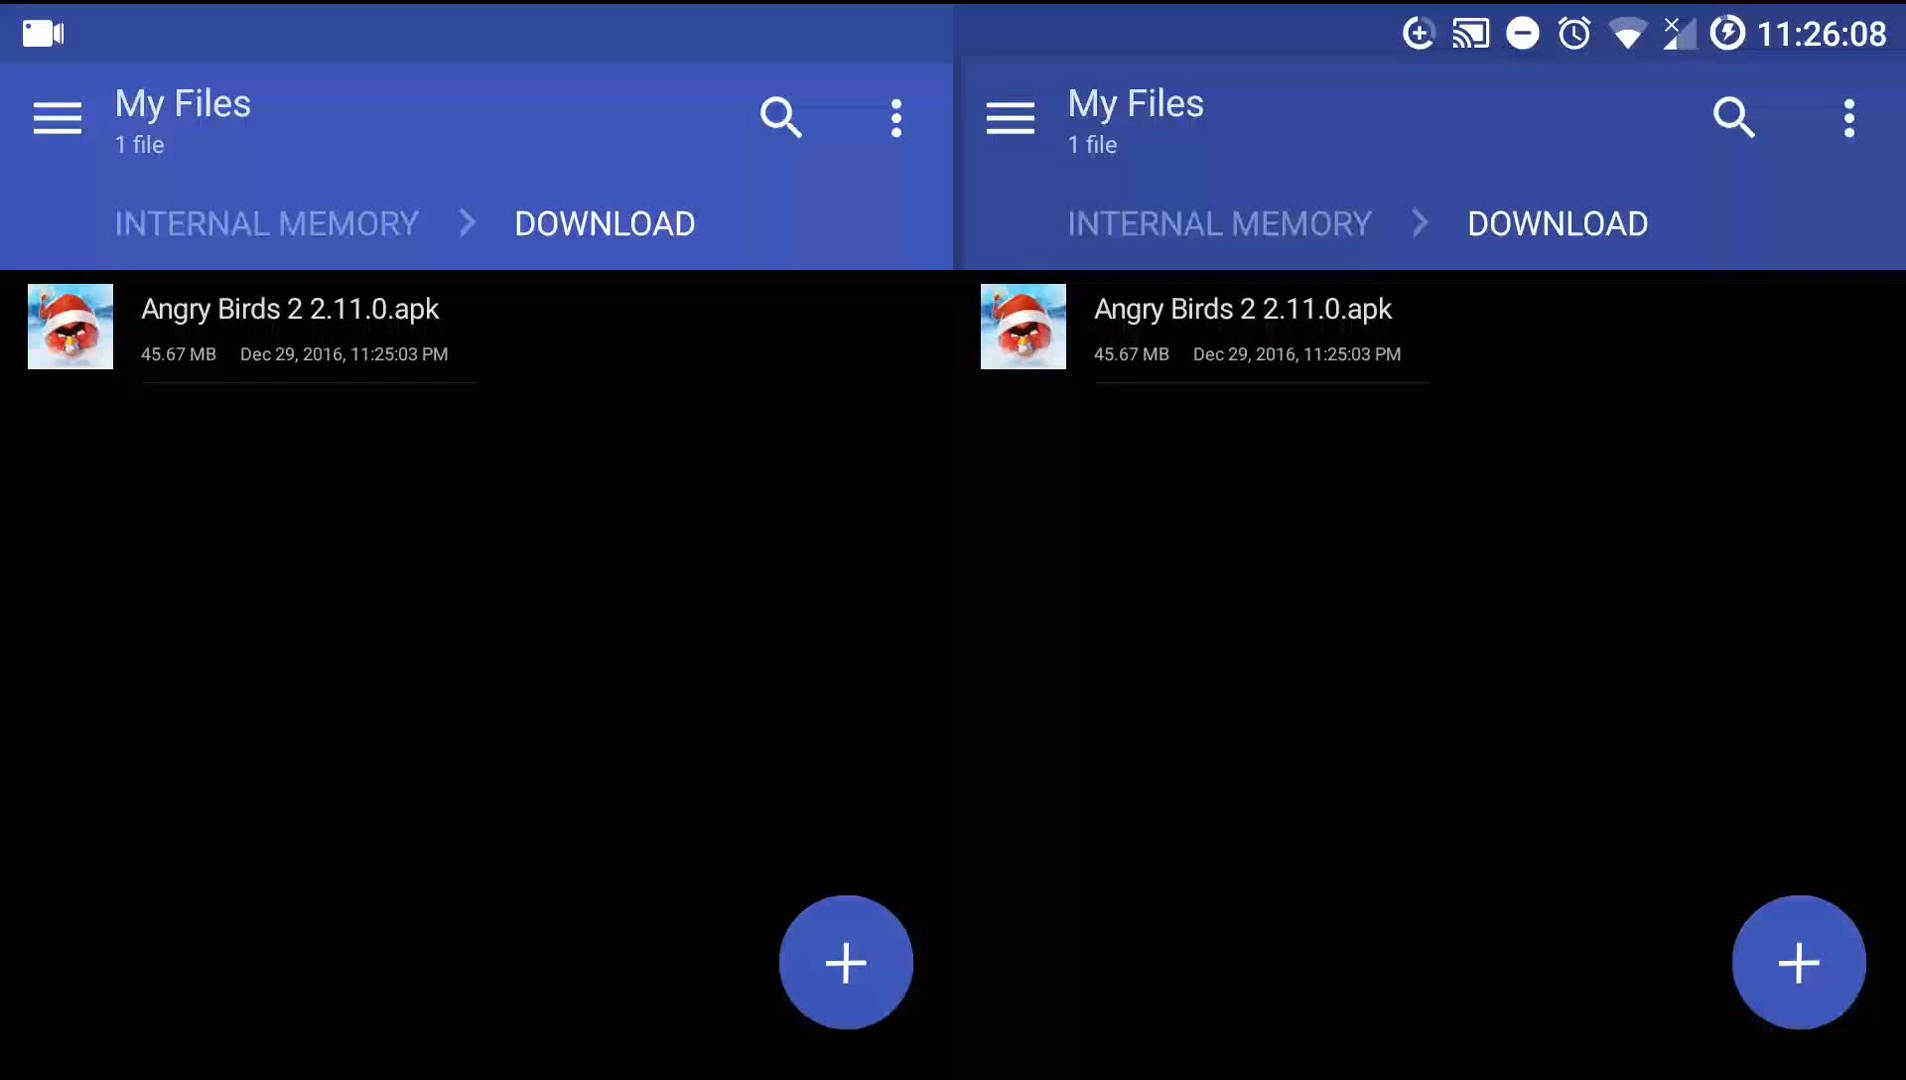 11:26:08
My Files
1 file
INTERNAL MEMORY > DOWNLOAD
Angry Birds 2 2.11.0.apk
45.67 MB Dec 29, 2016, 11:25:03 PM
My Files
1 file
INTERNAL MEMORY > DOWNLOAD
Angry Birds 2 2.11.0.apk
45.67 MB Dec 29, 2016, 11:25:03 PM